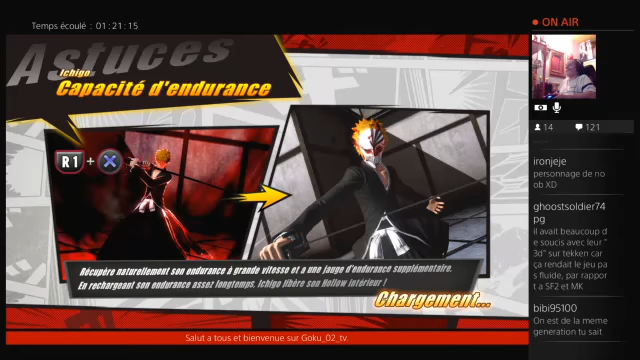 Temps écoulé : 01:21:15
ON AIR
Astuces
Ichigo
Capacité d'endurance
R1 + X
Récupère naturellement son endurance à grande vitesse et a une jauge d'endurance supplémentaire.
En rechargeant son endurance assez longtemps, Ichigo libère son Hollow intérieur !
Chargement...
Salut a tous et bienvenue sur Goku_02_tv
14 121
ironjeje
personnage de no
ob XD
ghoostsoldier74
pg
il avait beaucoup d
e soucis avec leur "
3d" sur tekken car
ça rendait le jeu pa
s fluide, par rappor
t a SF2 et MK
bibi95100
On est de la meme
generation tu sait